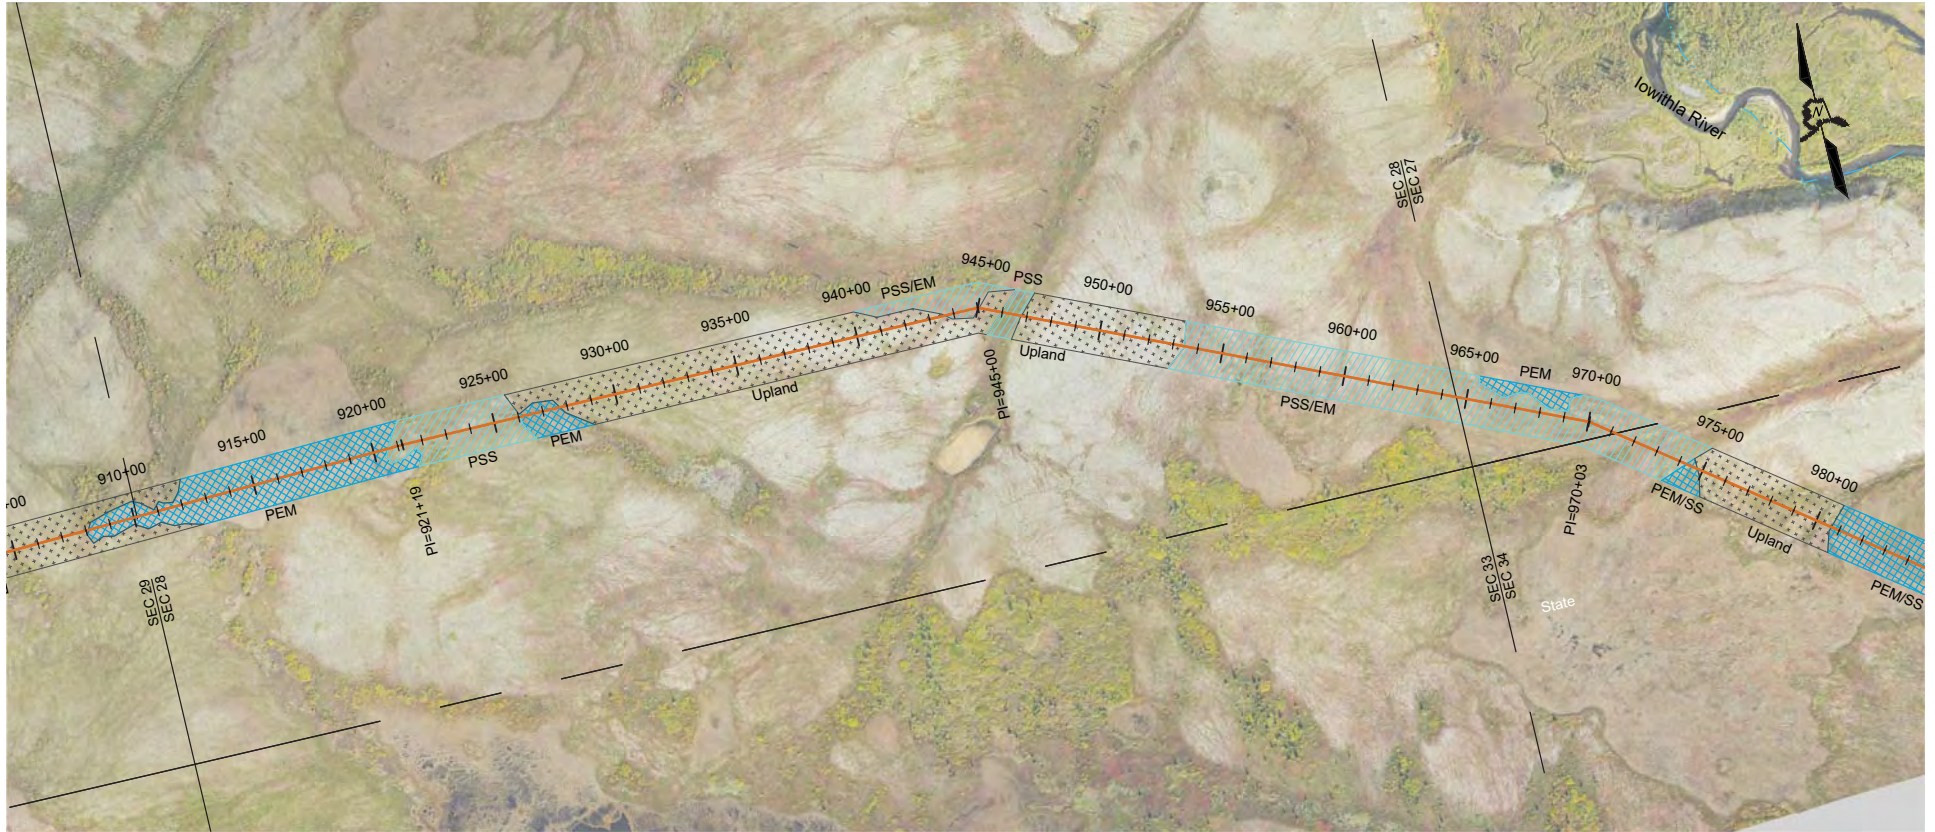 Iowithla River
N
SEC 28
SEC 27
945+00
PSS
940+00
PSS/EM
950+00
955+00
960+00
935+00
965+00
PEM
970+00
930+00
925+00
920+00
915+00
910+00
+00
Upland
Upland
PI=945+000
PSS/EM
975+00
980+00
PEM
PSS
PEM
PI=921+19
PI=970+03
PEM/SS
Upland
PEM/SS
SEC 29
SEC 28
SEC 33
SEC 34
State